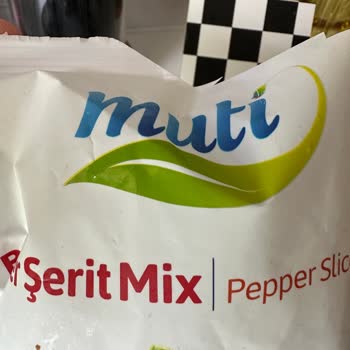 muti
Şerit Mix | Pepper Slic